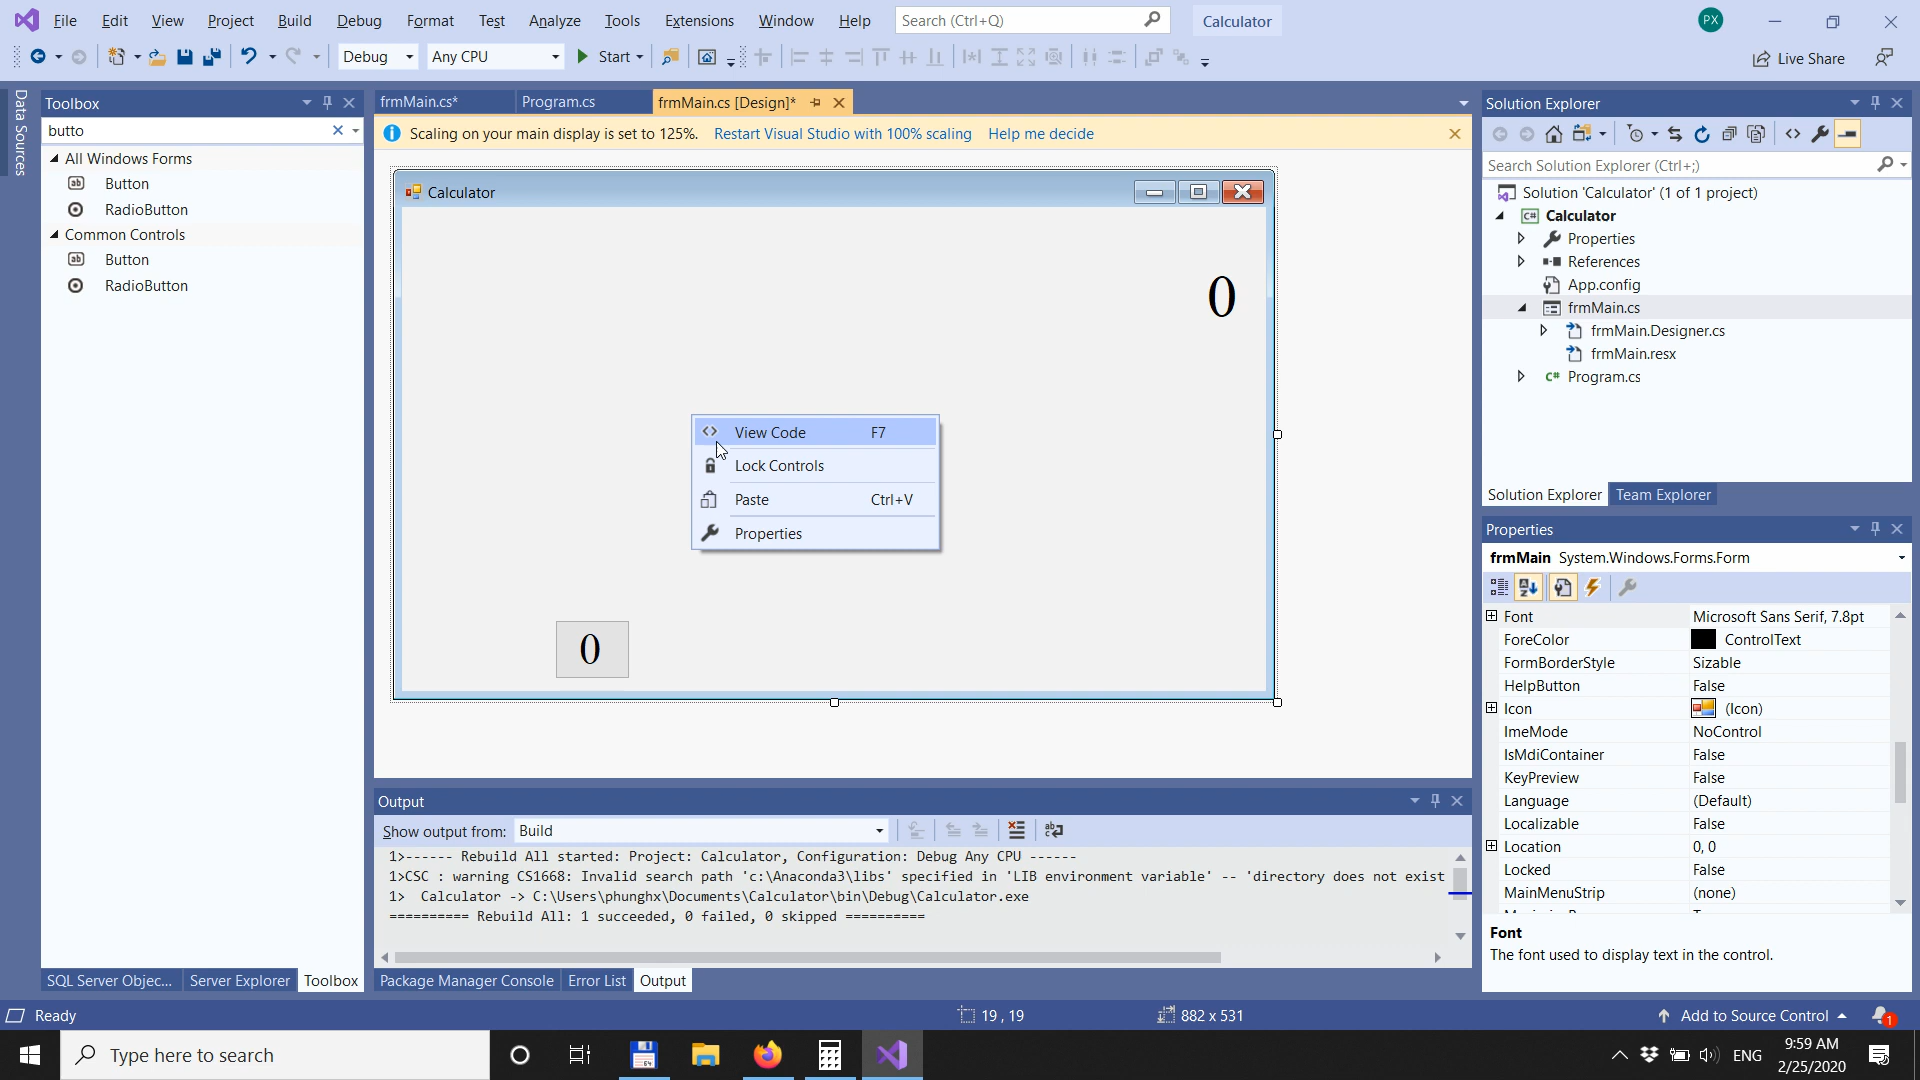 File Edit View Project Build Debug Format Test Analyze Tools Extensions Window Help Search (Ctrl+Q) Calculator PX
Debug Any CPU Start Live Share
Data Sources
Toolbox
butto
All Windows Forms
Button
RadioButton
Common Controls
Button
RadioButton
SQL Server Objec... Server Explorer Toolbox
frmMain.cs* Program.cs frmMain.cs [Design]*
Scaling on your main display is set to 125%. Restart Visual Studio with 100% scaling Help me decide
Calculator
0
View Code F7
Lock Controls
Paste Ctrl+V
Properties
0
Output
Show output from: Build
1>------ Rebuild All started: Project: Calculator, Configuration: Debug Any CPU ------
1>CSC : warning CS1668: Invalid search path 'c:\Anaconda3\libs' specified in 'LIB environment variable' -- 'directory does not exist
1> Calculator -> C:\Users\phunghx\Documents\Calculator\bin\Debug\Calculator.exe
========== Rebuild All: 1 succeeded, 0 failed, 0 skipped ==========
Package Manager Console Error List Output
Solution Explorer
Search Solution Explorer (Ctrl+;)
Solution 'Calculator' (1 of 1 project)
C# Calculator
Properties
References
App.config
frmMain.cs
frmMain.Designer.cs
frmMain.resx
C# Program.cs
Solution Explorer Team Explorer
Properties
frmMain System.Windows.Forms.Form
Font Microsoft Sans Serif, 7.8pt
ForeColor ControlText
FormBorderStyle Sizable
HelpButton False
Icon (Icon)
ImeMode NoControl
IsMdiContainer False
KeyPreview False
Language (Default)
Localizable False
Location 0, 0
Locked False
MainMenuStrip (none)
Font
The font used to display text in the control.
Ready 19 , 19 882 x 531 Add to Source Control 1
Type here to search 64 ENG 9:59 AM
2/25/2020